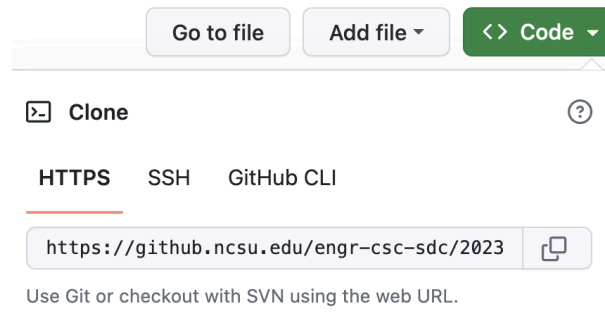 Go to file Add file <> Code
Clone
HTTPS SSH GitHub CLI
https://github.ncsu.edu/engr-csc-sdc/2023
Use Git or checkout with SVN using the web URL.